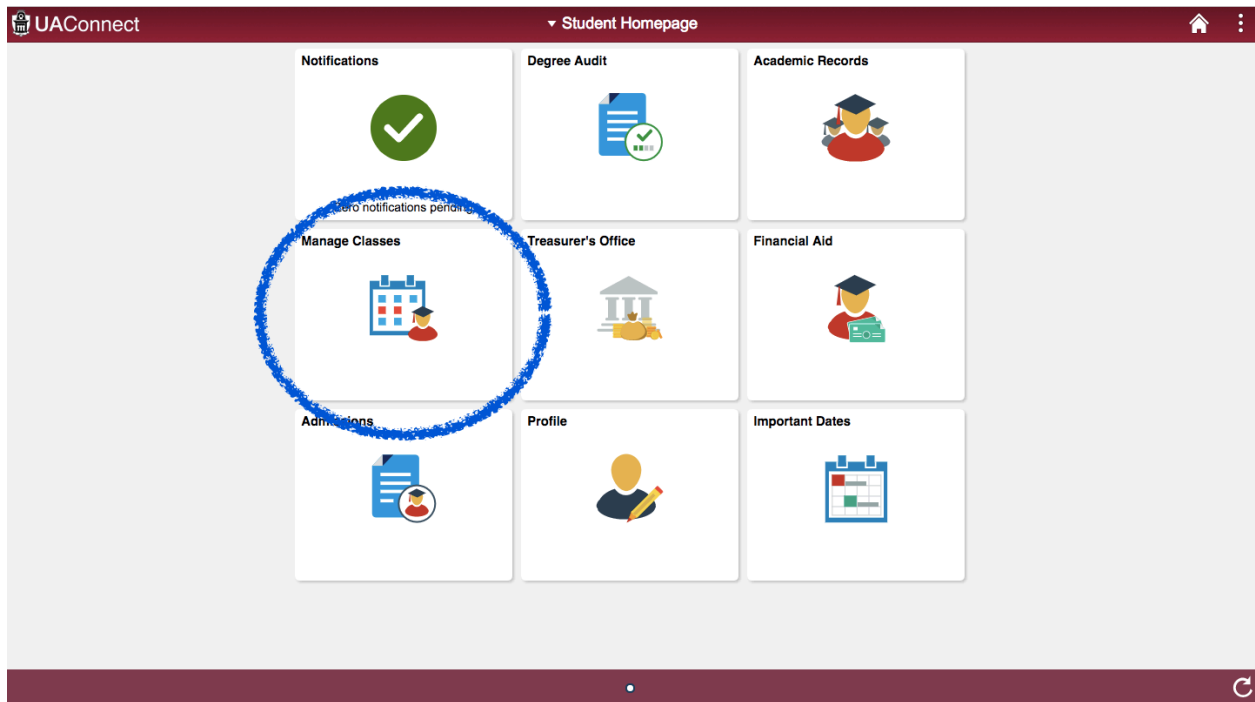 UAConnect
Student Homepage
Notifications
Degree Audit
Academic Records
notifications pending
Manage Classes
Treasurer's Office
Financial Aid
Admissions
Profile
Important Dates